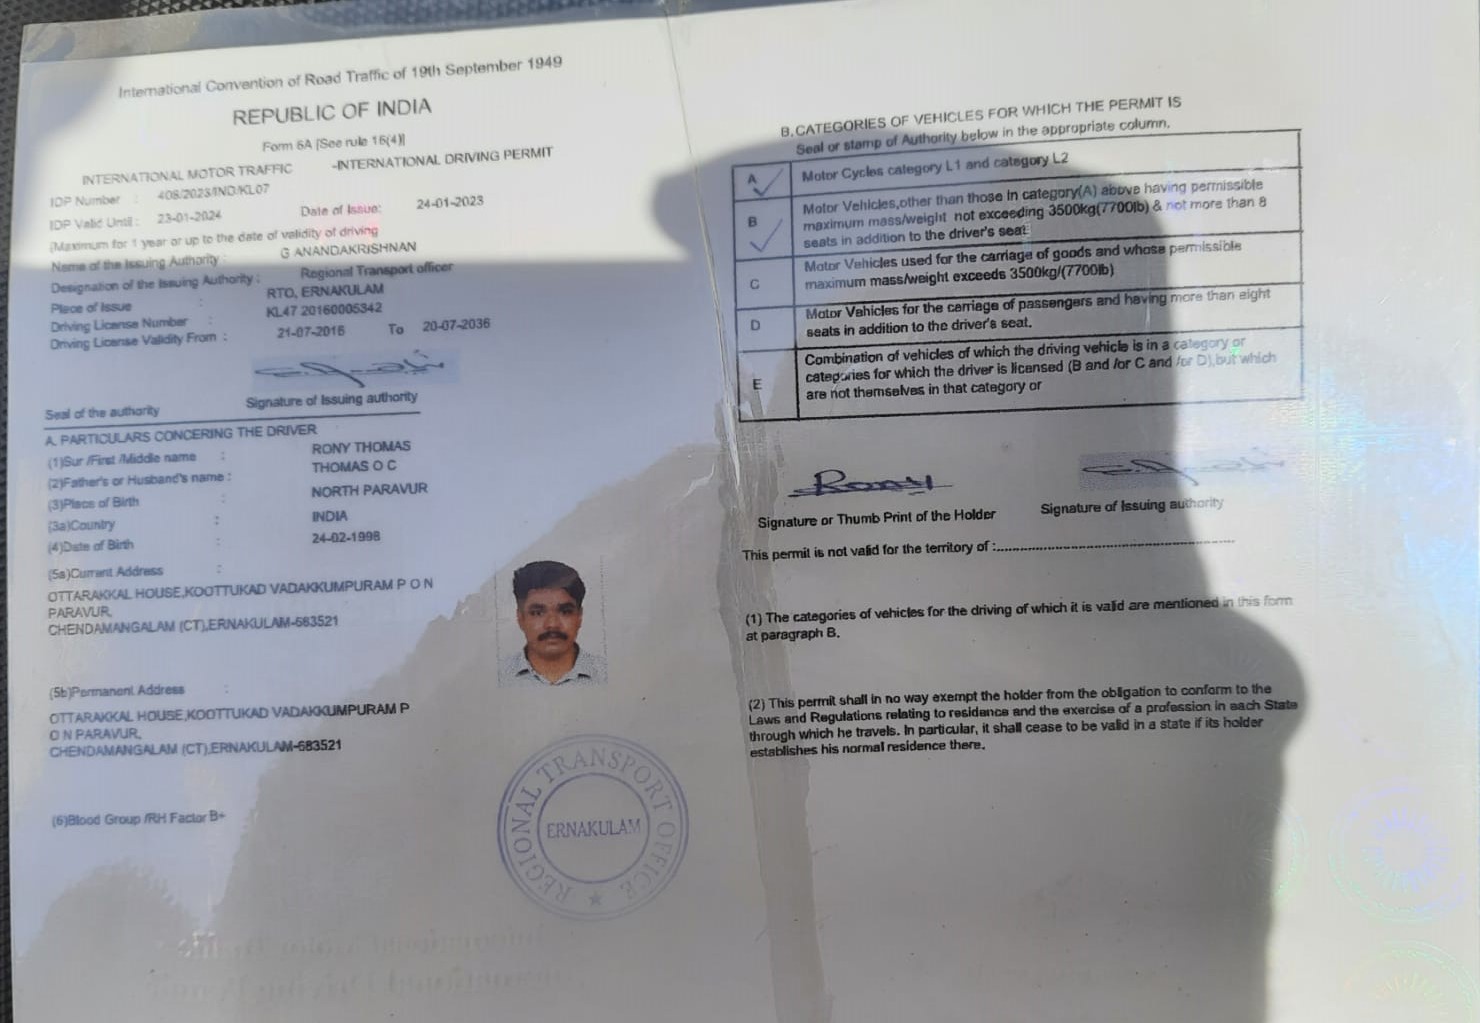 International Convention of Road Traffic of 19th September 1949
REPUBLIC OF INDIA
Form 6A [See rule 16(4)]
INTERNATIONAL MOTOR TRAFFIC -INTERNATIONAL DRIVING PERMIT
IDP Number : 408/2023/IND/KL07
IDP Valid Until : 23-01-2024 Date of Issue: 24-01-2023
(Maximum for 1 year or up to the date of validity of driving
Name of the Issuing Authority : G ANANDAKRISHNAN
Designation of the Issuing Authority : Regional Transport officer
Place of Issue : RTO, ERNAKULAM
Driving License Number : KL47 20160005342
Driving License Validity From : 21-07-2016 To 20-07-2036
Seal of the authority Signature of Issuing authority
A. PARTICULARS CONCERING THE DRIVER
(1)Sur /First /Middle name : RONY THOMAS
(2)Father's or Husband's name : THOMAS O C
(3)Place of Birth : NORTH PARAVUR
(3a)Country : INDIA
(4)Date of Birth : 24-02-1998
(5a)Current Address :
OTTARAKKAL HOUSE,KOOTTUKAD VADAKKUMPURAM P O N
PARAVUR,
CHENDAMANGALAM (CT),ERNAKULAM-683521
(5b)Permanent Address :
OTTARAKKAL HOUSE,KOOTTUKAD VADAKKUMPURAM P
O N PARAVUR,
CHENDAMANGALAM (CT),ERNAKULAM-683521
(6)Blood Group /RH Factor B+
REGIONAL TRANSPORT OFFICE
ERNAKULAM
B.CATEGORIES OF VEHICLES FOR WHICH THE PERMIT IS
Seal or stamp of Authority below in the appropriate column.
A Motor Cycles category L1 and category L2
B Motor Vehicles,other than those in category(A) above having permissible
maximum mass/weight not exceeding 3500kg(7700lb) & not more than 8
seats in addition to the driver's seat
C Motor Vehicles used for the carriage of goods and whose permissible
maximum mass/weight exceeds 3500kg/(7700lb)
D Motor Vehicles for the carriage of passengers and having more than eight
seats in addition to the driver's seat.
E Combination of vehicles of which the driving vehicle is in a category or
categories for which the driver is licensed (B and /or C and /or D),but which
are not themselves in that category or
Rony
Signature or Thumb Print of the Holder Signature of Issuing authority
This permit is not valid for the territory of :..........................................................
(1) The categories of vehicles for the driving of which it is valid are mentioned in this form
at paragraph B.
(2) This permit shall in no way exempt the holder from the obligation to conform to the
Laws and Regulations relating to residence and the exercise of a profession in each State
through which he travels. In particular, it shall cease to be valid in a state if its holder
establishes his normal residence there.